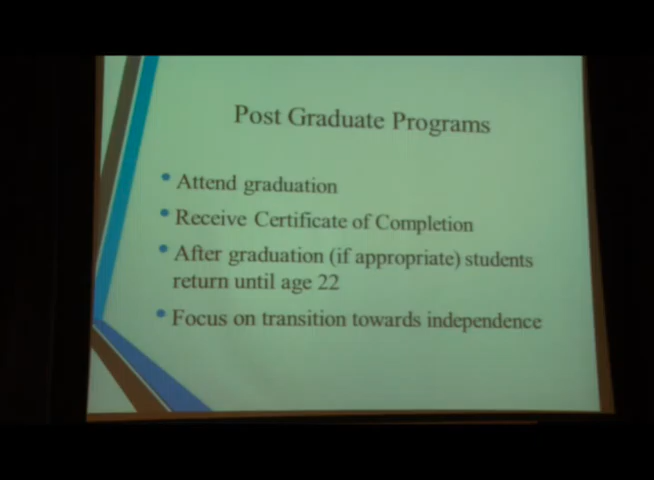 Post Graduate Programs
• Attend graduation
• Receive Certificate of Completion
• After graduation (if appropriate) students
return until age 22
• Focus on transition towards independence